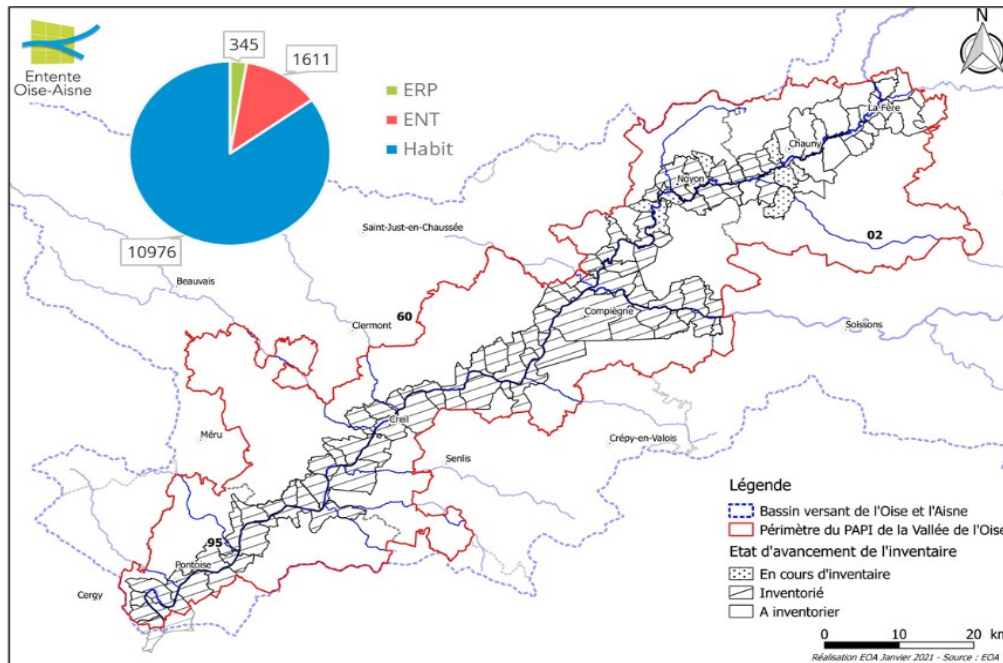 Entente
Oise-Aisne
345
1611
10976
ERP
ENT
Habit
N
La Fère
Chauny
Noyon
Saint-Just-en-Chaussée
02
Beauvais
60
Clermont
Compiègne
Soissons
Creil
Méru
Crépy-en-Valois
Senlis
95
Pontoise
Cergy
Légende
Bassin versant de l'Oise et l'Aisne
Périmètre du PAPI de la Vallée de l'Oise
Etat d'avancement de l'inventaire
En cours d'inventaire
Inventorié
A inventorier
0 10 20 km
Réalisation EOA Janvier 2021 - Source : EOA